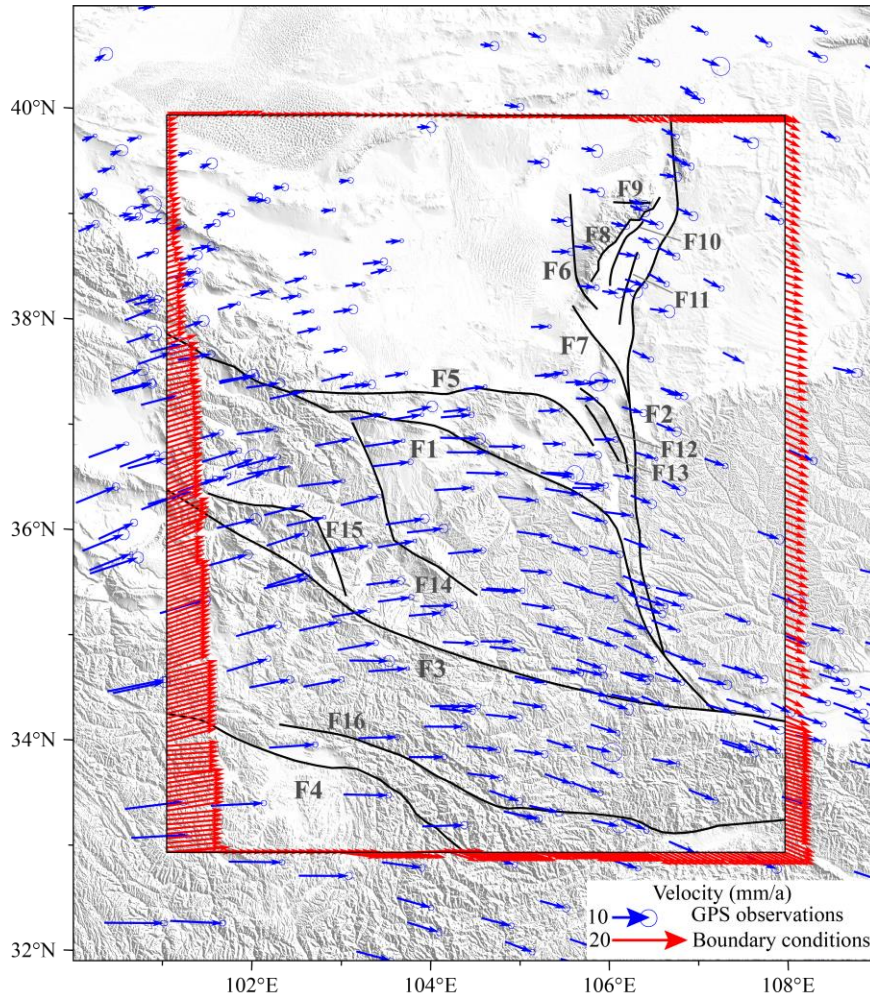 40°N
38°N
36°N
34°N
32°N
F9
F8
F10
F6
F11
F7
F5
F2
F1
F12
F13
F15
F14
F3
F16
F4
Velocity (mm/a)
10 GPS observations
20 Boundary conditions
102°E 104°E 106°E 108°E